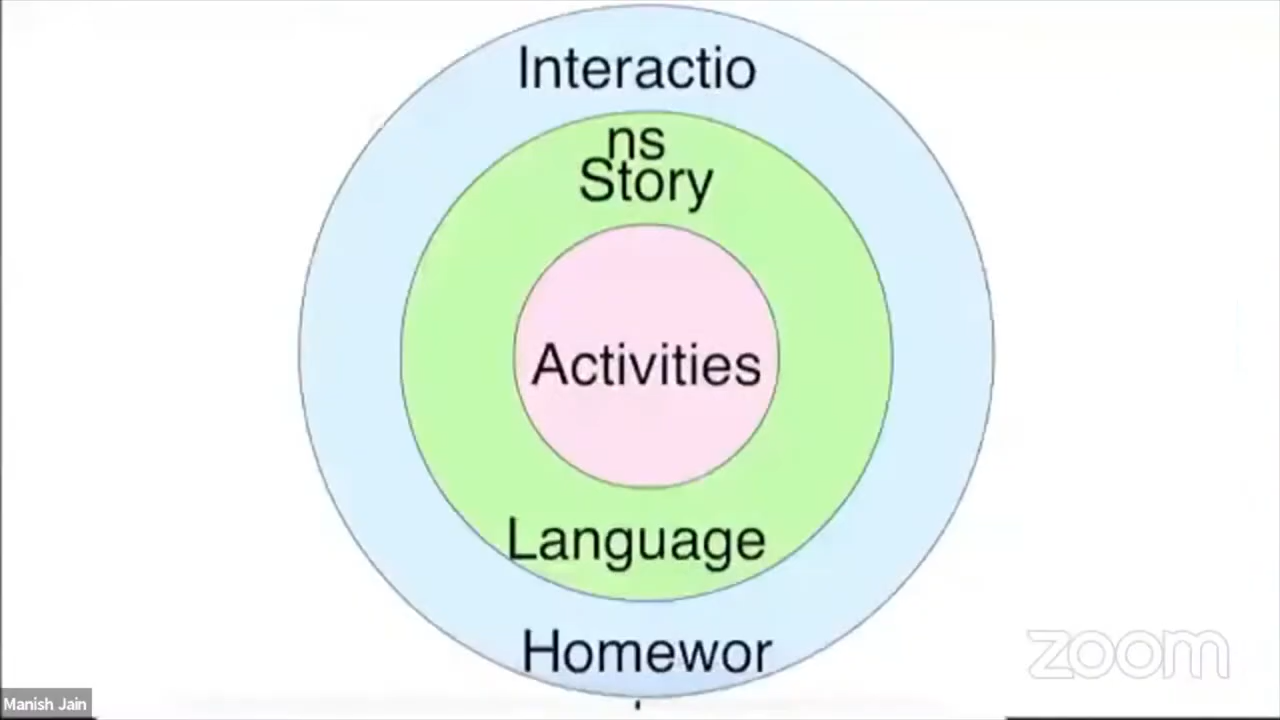 Interactio
ns
Story
Activities
Language
Homewor
zoom
Manish Jain